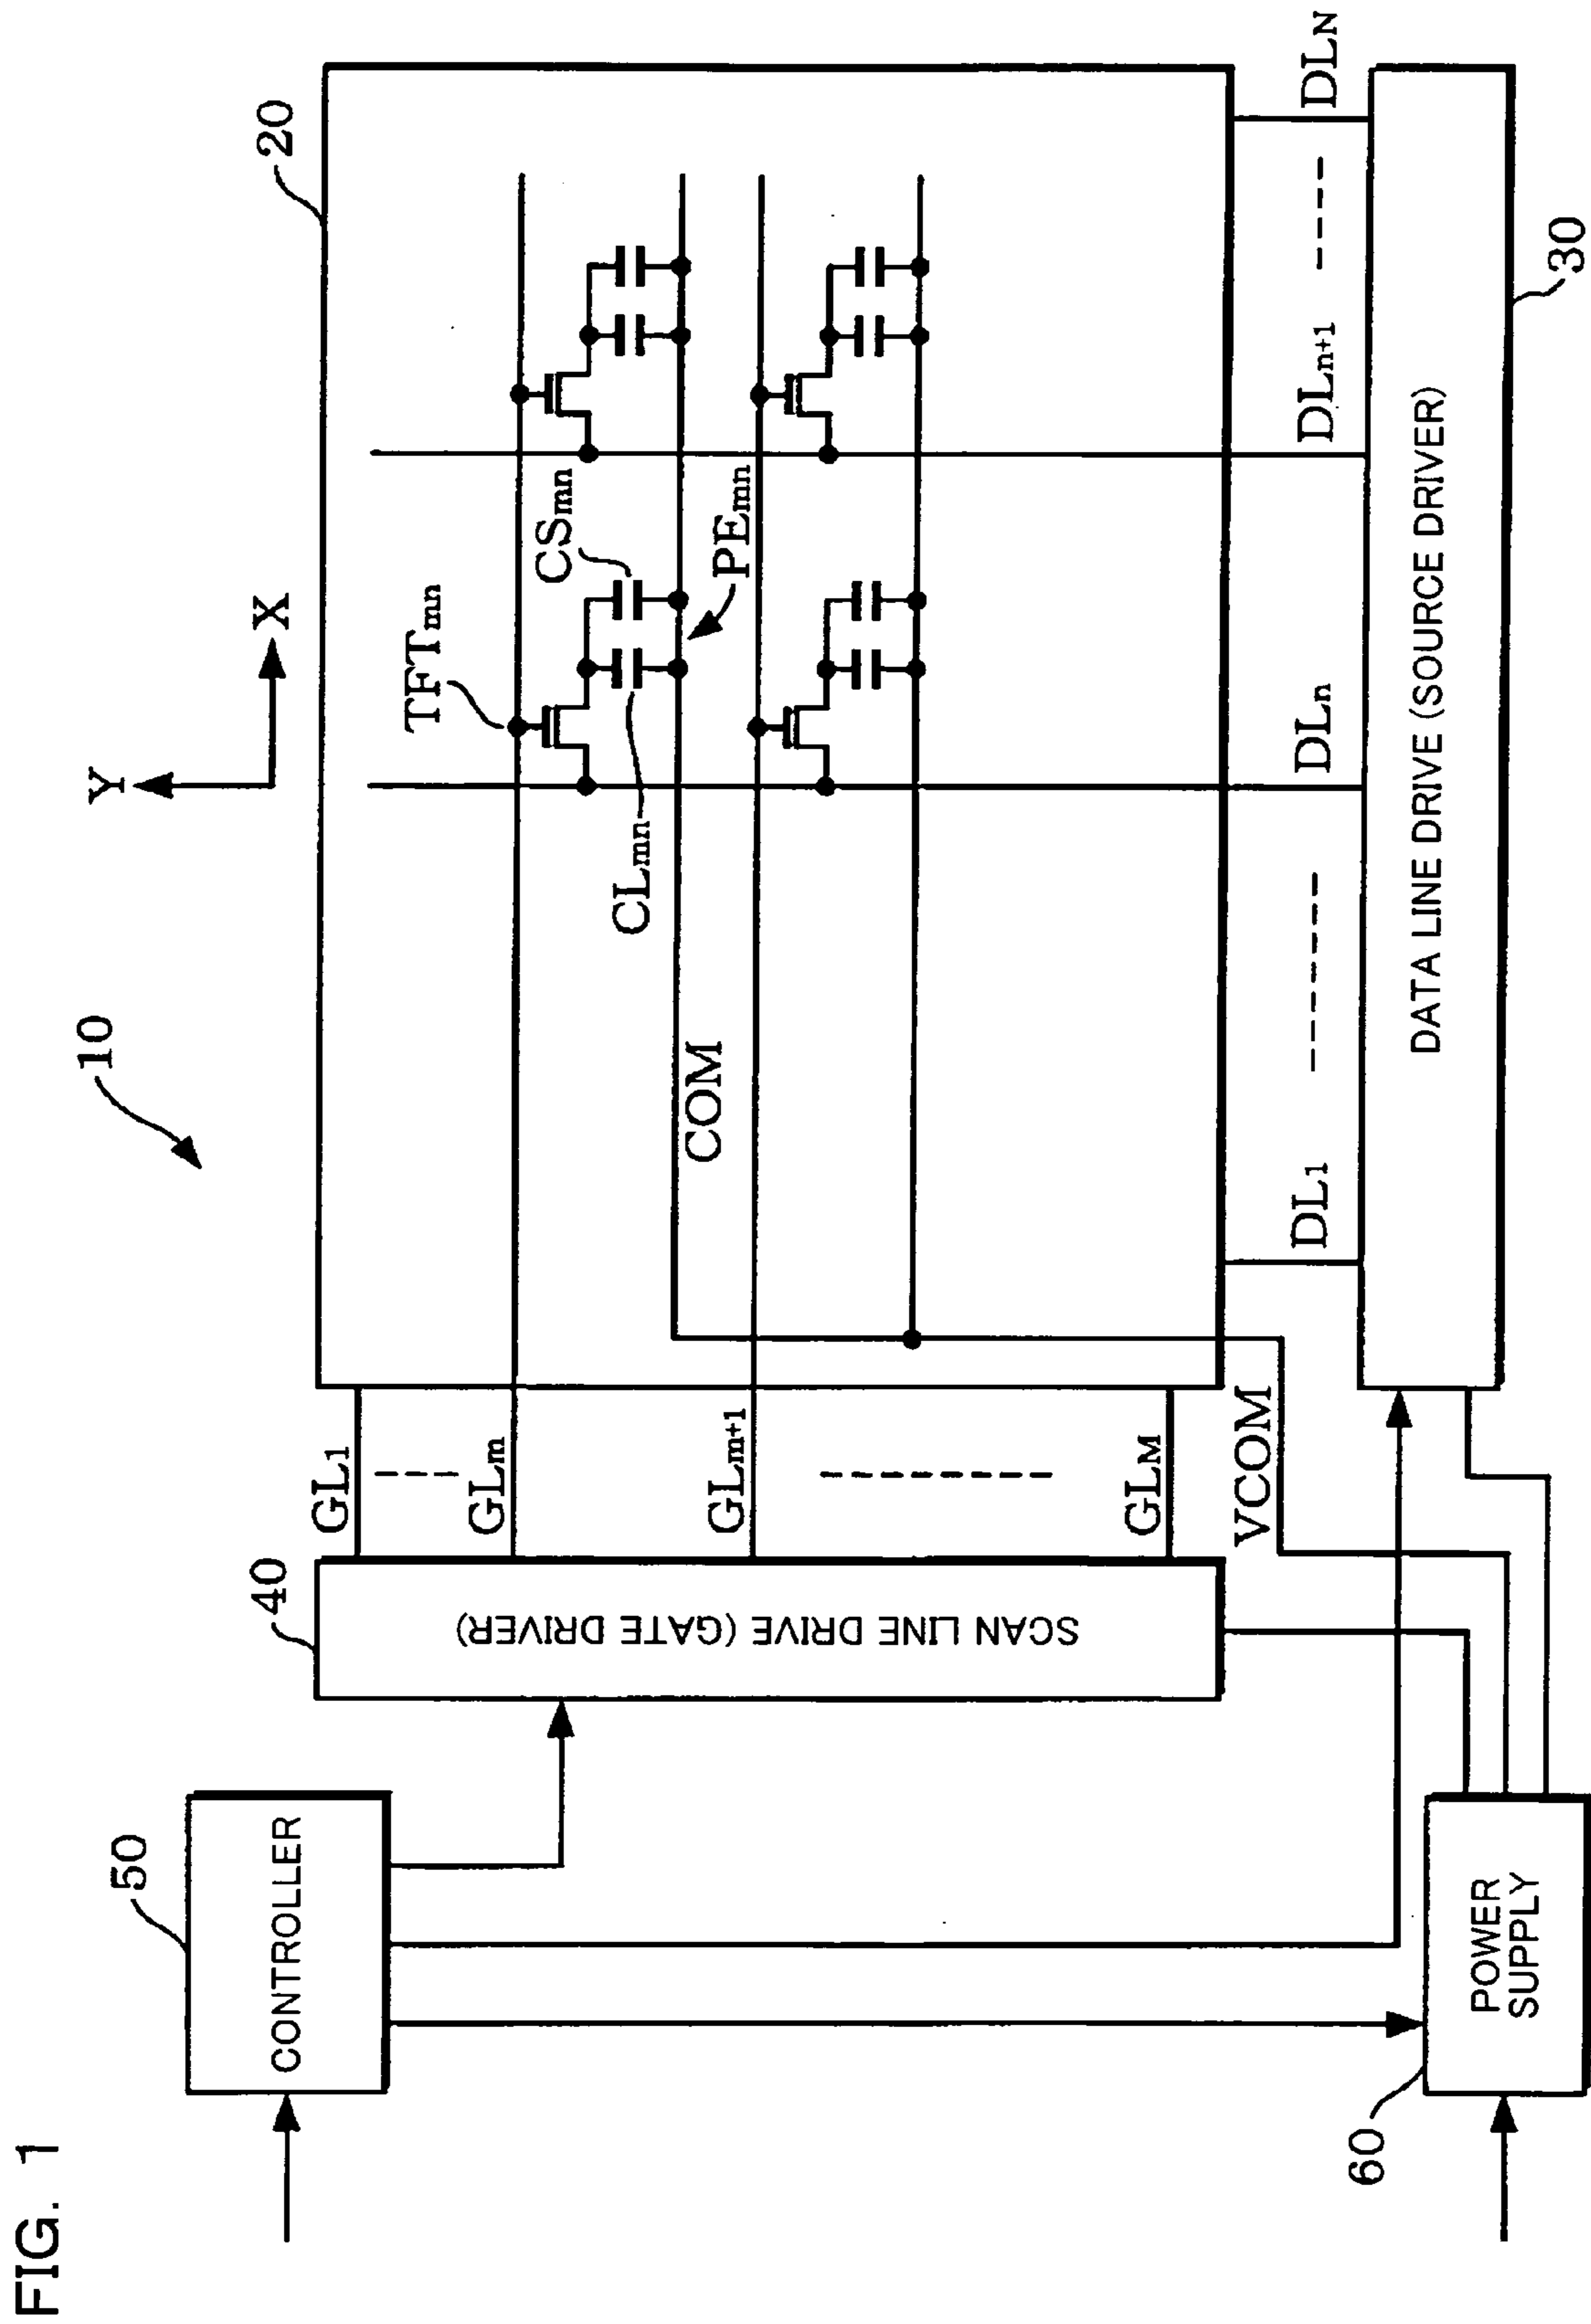 FIG. 1
10
Y
X
20
TFTmn
CSmn
CLmn
PEmn
COM
50
CONTROLLER
40
SCAN LINE DRIVE (GATE DRIVER)
GL1
GLm
GLm+1
GLM
VCOM
DL1
DLn
DLn+1
DLN
DATA LINE DRIVE (SOURCE DRIVER)
30
60
POWER
SUPPLY